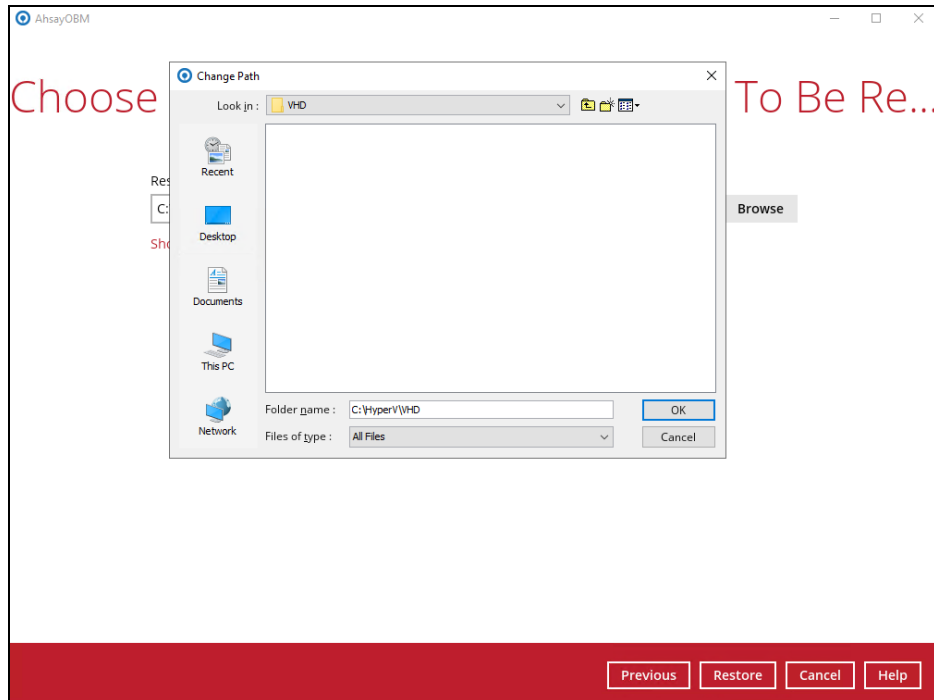 AhsayOBM
Change Path
Choose To Be Re...
Look in : VHD
Recent
Res
C: Browse
Desktop
Sho
Documents
This PC
Network
Folder name : C:\HyperV\VHD OK
Files of type : All Files Cancel
Previous Restore Cancel Help